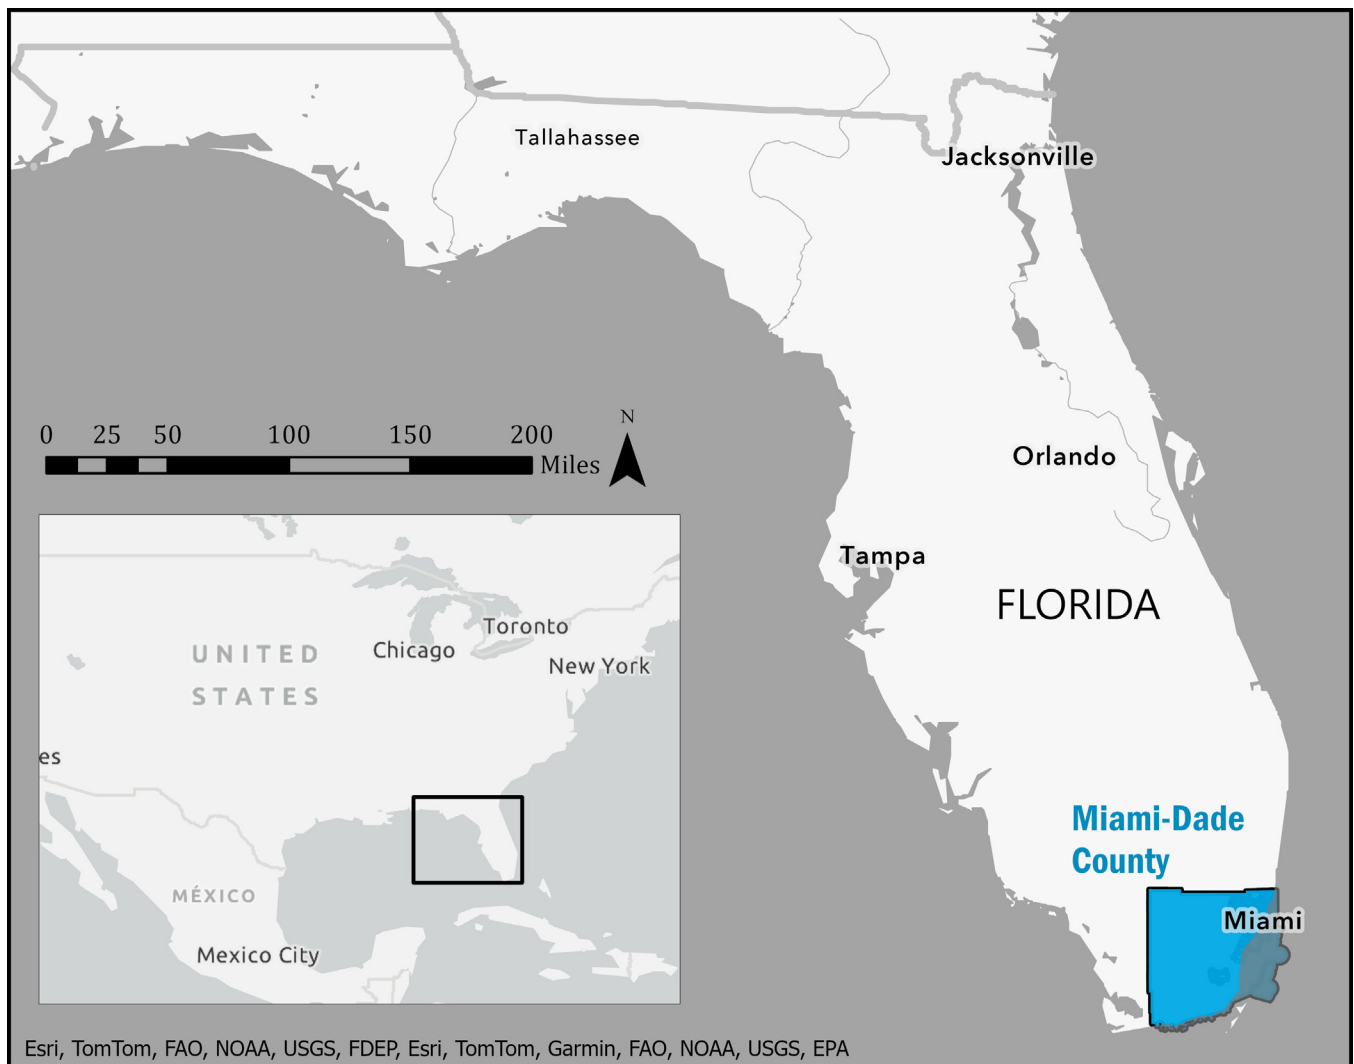 Tallahassee
Jacksonville
0 25 50 100 150 200
Miles
N
Orlando
Tampa
FLORIDA
Toronto
Chicago
New York
UNITED
STATES
es
MÉXICO
Mexico City
Miami-Dade
County
Miami
Esri, TomTom, FAO, NOAA, USGS, FDEP, Esri, TomTom, Garmin, FAO, NOAA, USGS, EPA